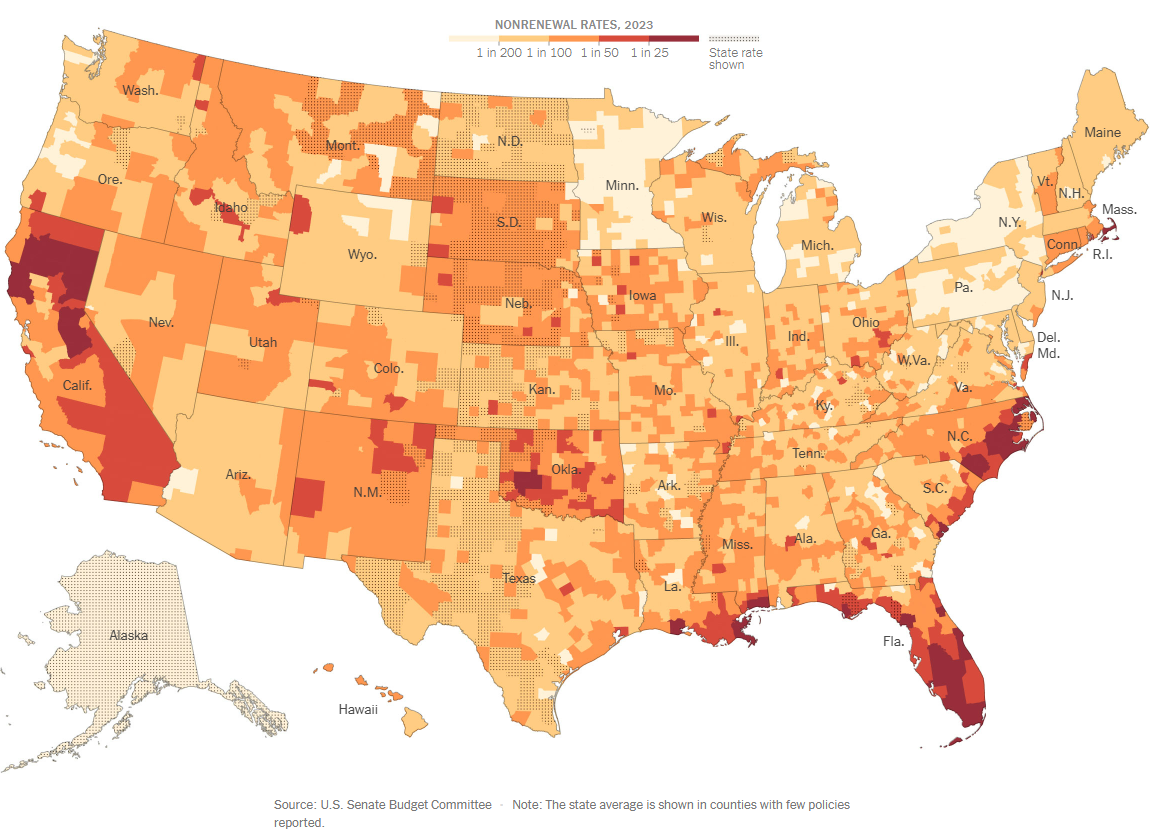 NONRENEWAL RATES, 2023
1 in 200 1 in 100 1 in 50 1 in 25 State rate
shown
Wash.
Mont.
N.D.
Maine
Ore.
Idaho
Minn.
Vt.
N.H.
S.D.
Wis.
N.Y.
Mass.
Wyo.
Mich.
Conn.
R.I.
Pa.
Iowa
N.J.
Neb.
Nev.
Ohio
Utah
Ill.
Ind.
Del.
Md.
W.Va.
Colo.
Calif.
Kan.
Mo.
Va.
Ky.
N.C.
Tenn.
Okla.
Ariz.
Ark.
S.C.
N.M.
Ga.
Miss.
Ala.
Texas
La.
Alaska
Fla.
Hawaii
Source: U.S. Senate Budget Committee · Note: The state average is shown in counties with few policies
reported.